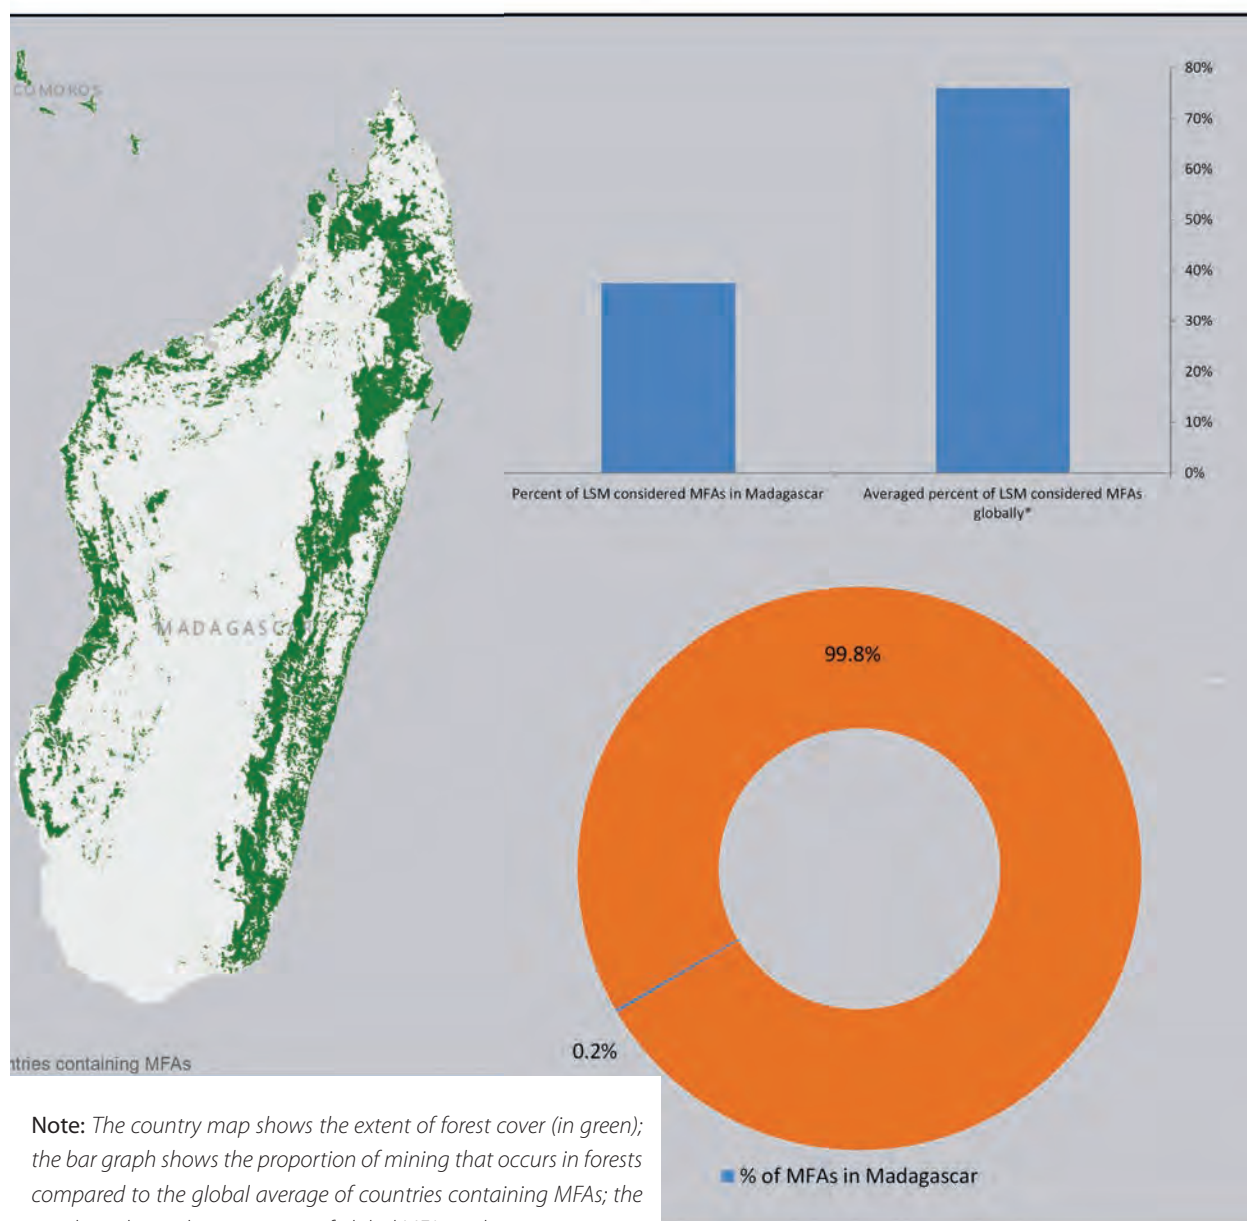 COMOROS
MADAGASCAR
80%
70%
60%
50%
40%
30%
20%
10%
0%
Percent of LSM considered MFAs in Madagascar
Averaged percent of LSM considered MFAs
globally*
99.8%
0.2%
% of MFAs in Madagascar
containing MFAs
Note: The country map shows the extent of forest cover (in green);
the bar graph shows the proportion of mining that occurs in forests
compared to the global average of countries containing MFAs; the